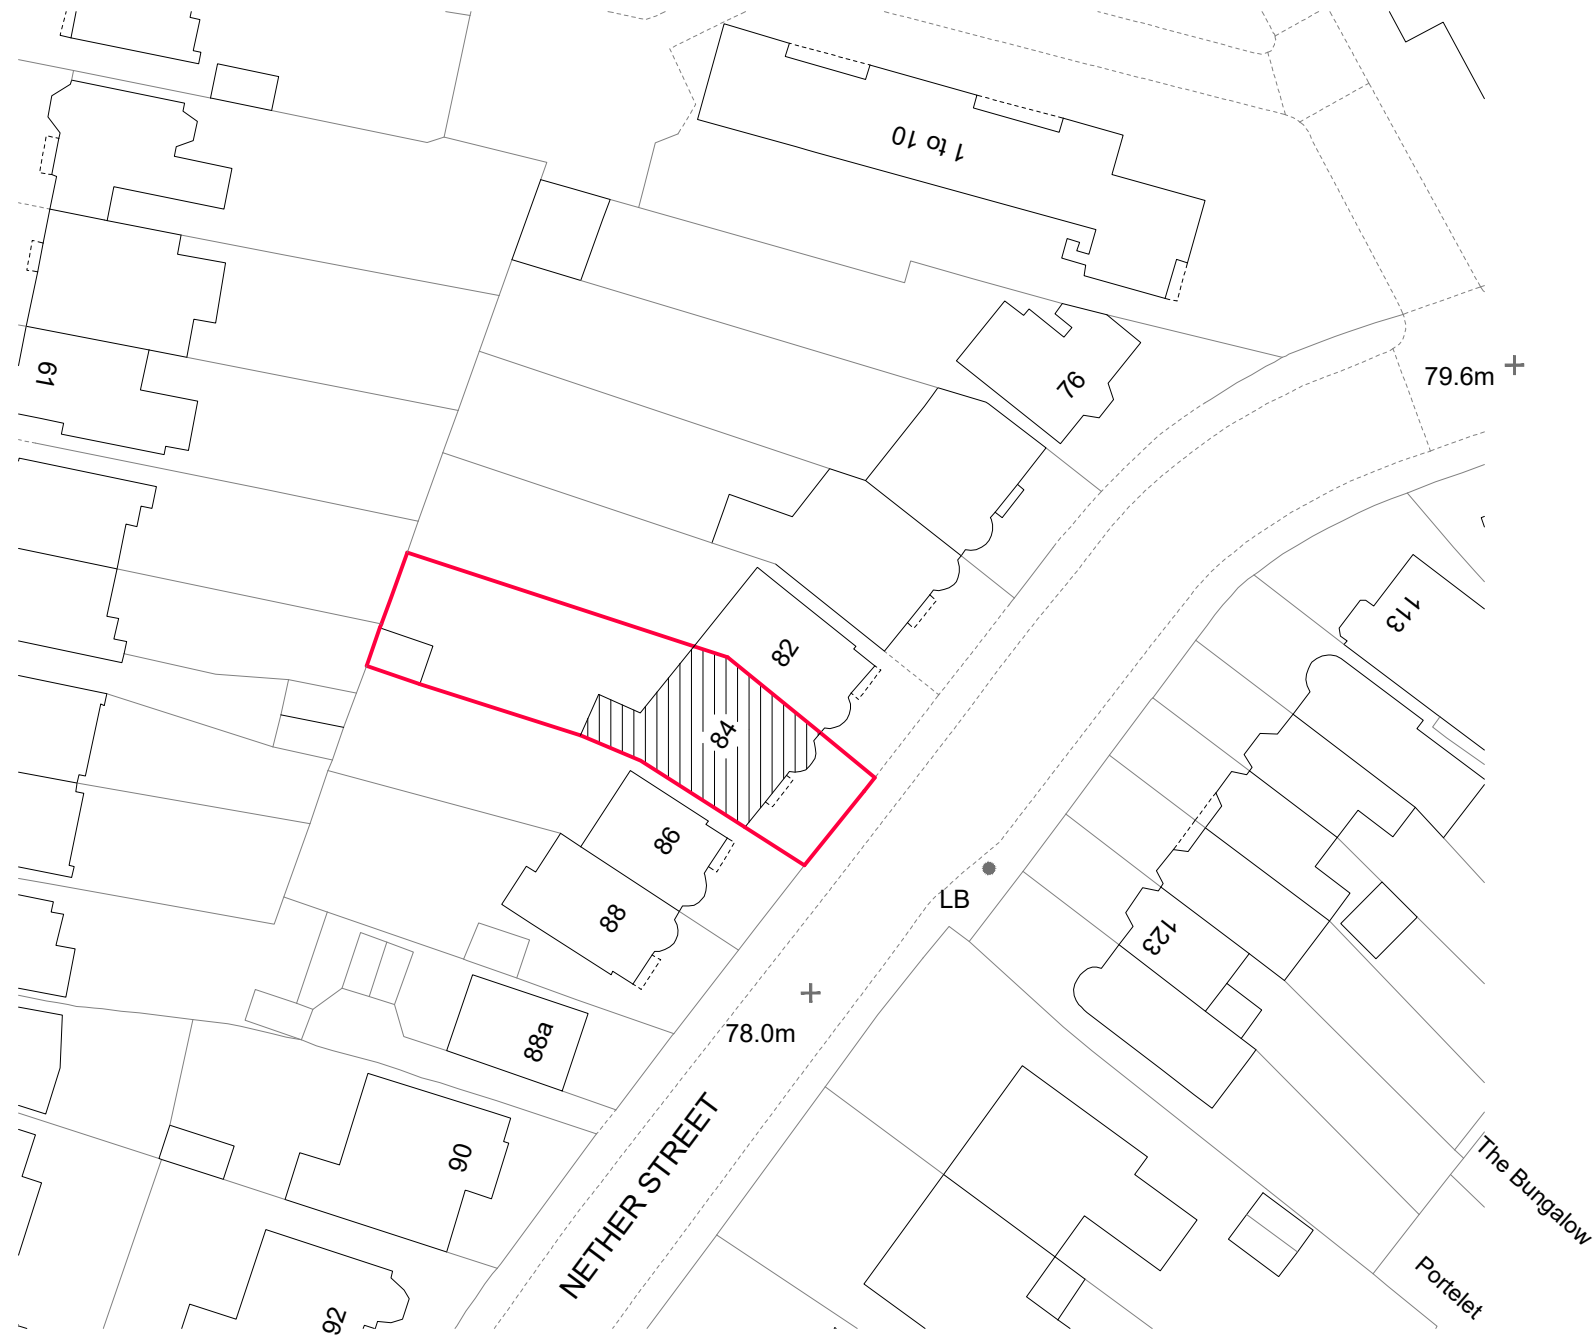 1 to 10
76
79.6m
61
113
82
84
86
LB
88
123
78.0m
88a
The Bungalow
90
NETHER STREET
Portelet
92